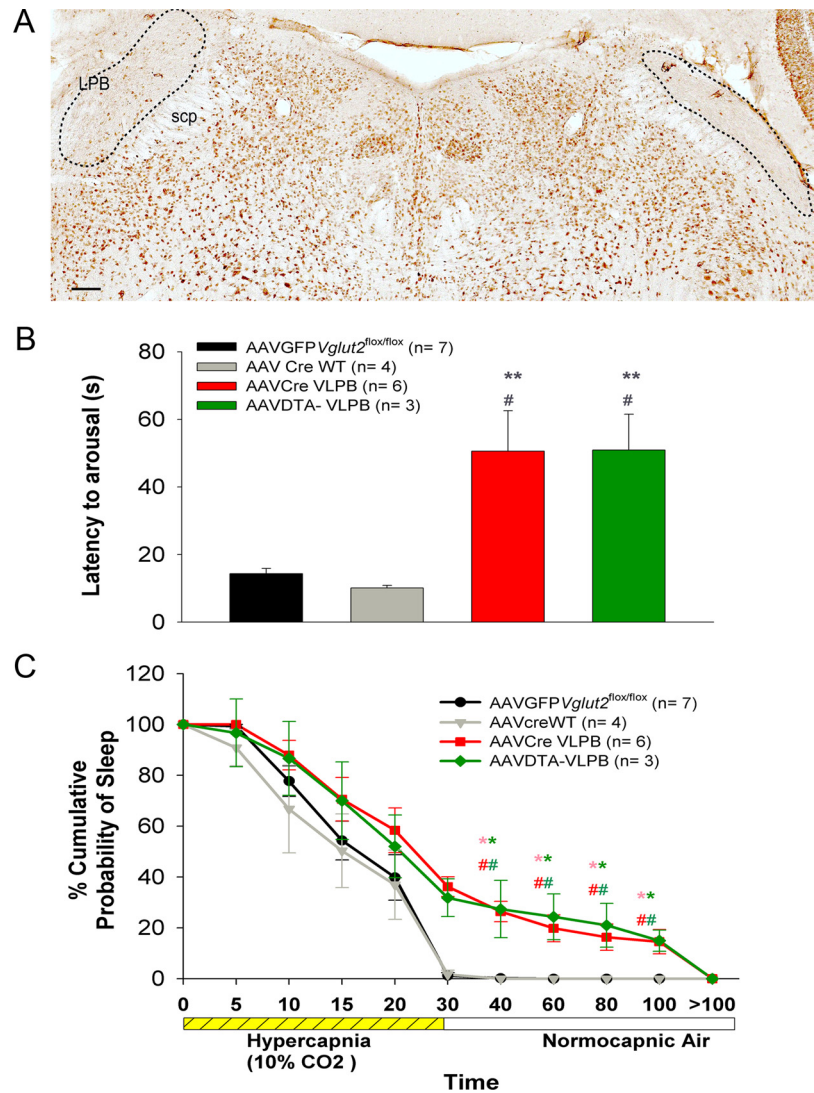 A
LPB
scp
B
AAVGFPVglut2flox/flox (n= 7)
AAV Cre WT (n= 4)
AAVCre VLPB (n= 6)
AAVDTA- VLPB (n= 3)
Latency to arousal (s)
80
60
40
20
0
**
#
**
#
C
AAVGFPVglut2flox/flox (n= 7)
AAVcreWT (n= 4)
AAVCre VLPB (n= 6)
AAVDTA-VLPB (n= 3)
% Cumulative
Probability of Sleep
120
100
80
60
40
20
0
** ** ** **
## ## ## ##
0 5 10 15 20 30 40 60 80 100 >100
Hypercapnia Normocapnic Air
(10% CO2 )
Time